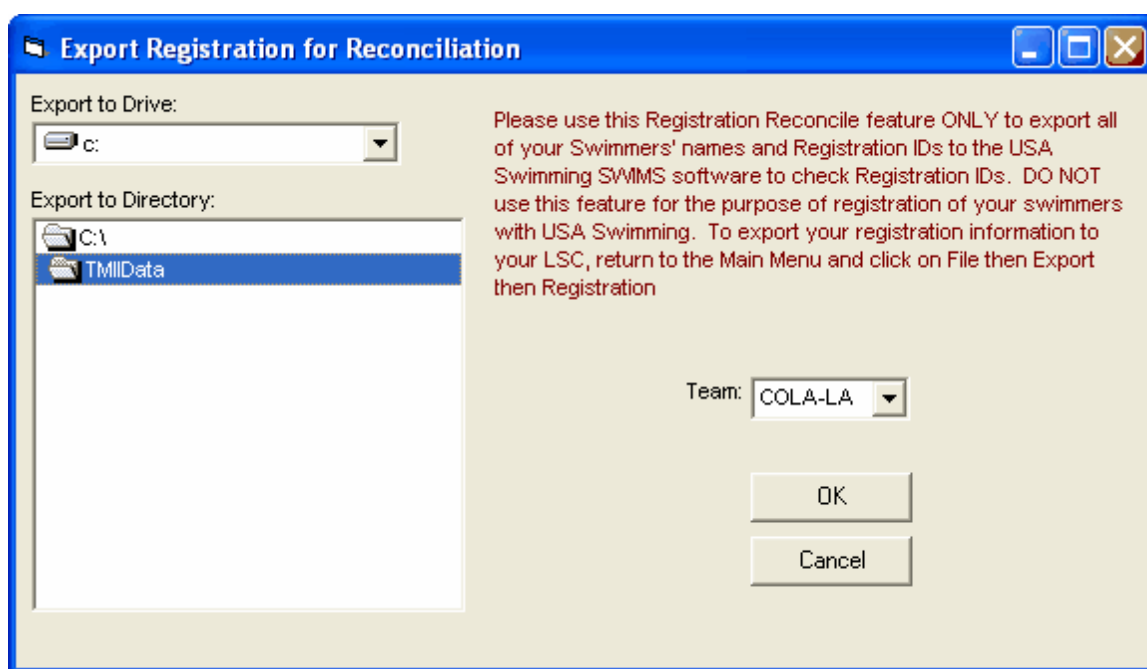 Export Registration for Reconciliation
Export to Drive:
c:
Export to Directory:
C:\
TMIIData
Please use this Registration Reconcile feature ONLY to export all
of your Swimmers' names and Registration IDs to the USA
Swimming SWIMS software to check Registration IDs.  DO NOT
use this feature for the purpose of registration of your swimmers
with USA Swimming.  To export your registration information to
your LSC, return to the Main Menu and click on File then Export
then Registration
Team: COLA-LA
OK
Cancel